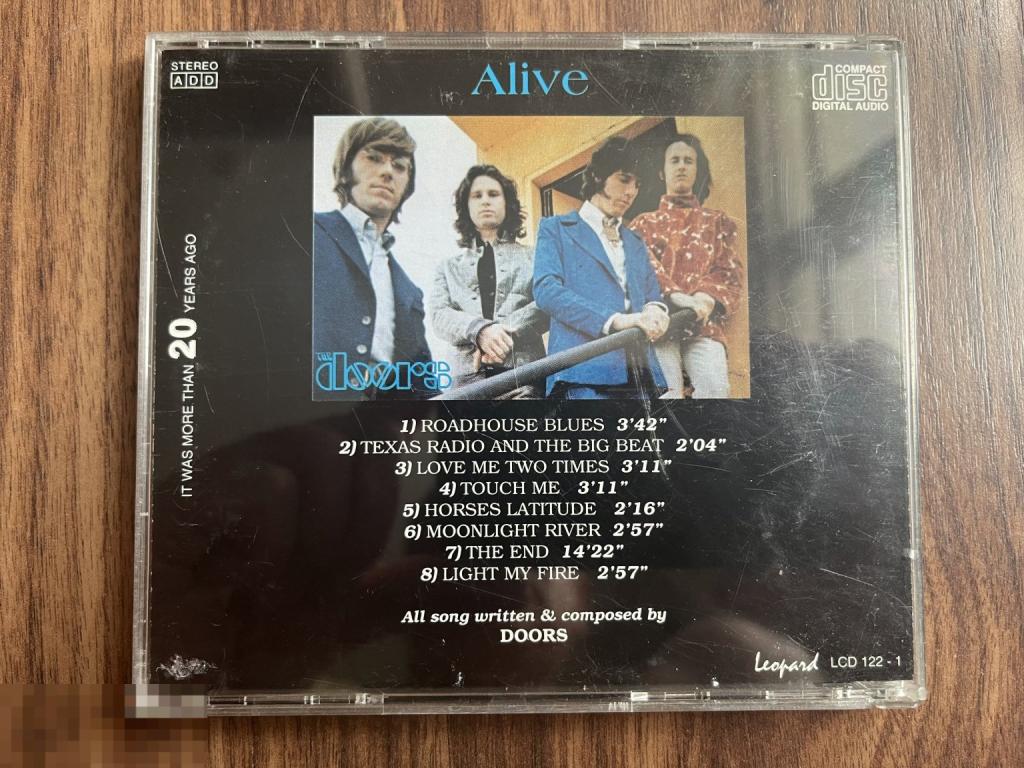 STEREO
ADD
Alive
COMPACT
disc
DIGITAL AUDIO
IT WAS MORE THAN 20 YEARS AGO
THE
doors
1) ROADHOUSE BLUES 3'42"
2) TEXAS RADIO AND THE BIG BEAT 2'04"
3) LOVE ME TWO TIMES 3'11"
4) TOUCH ME 3'11"
5) HORSES LATITUDE 2'16"
6) MOONLIGHT RIVER 2'57"
7) THE END 14'22"
8) LIGHT MY FIRE 2'57"
All song written & composed by
DOORS
Leopard LCD 122 - 1